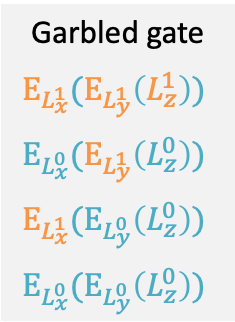 Garbled gate
E_{L_x^1}(E_{L_y^1}(L_z^1))
E_{L_x^0}(E_{L_y^1}(L_z^0))
E_{L_x^1}(E_{L_y^0}(L_z^0))
E_{L_x^0}(E_{L_y^0}(L_z^0))